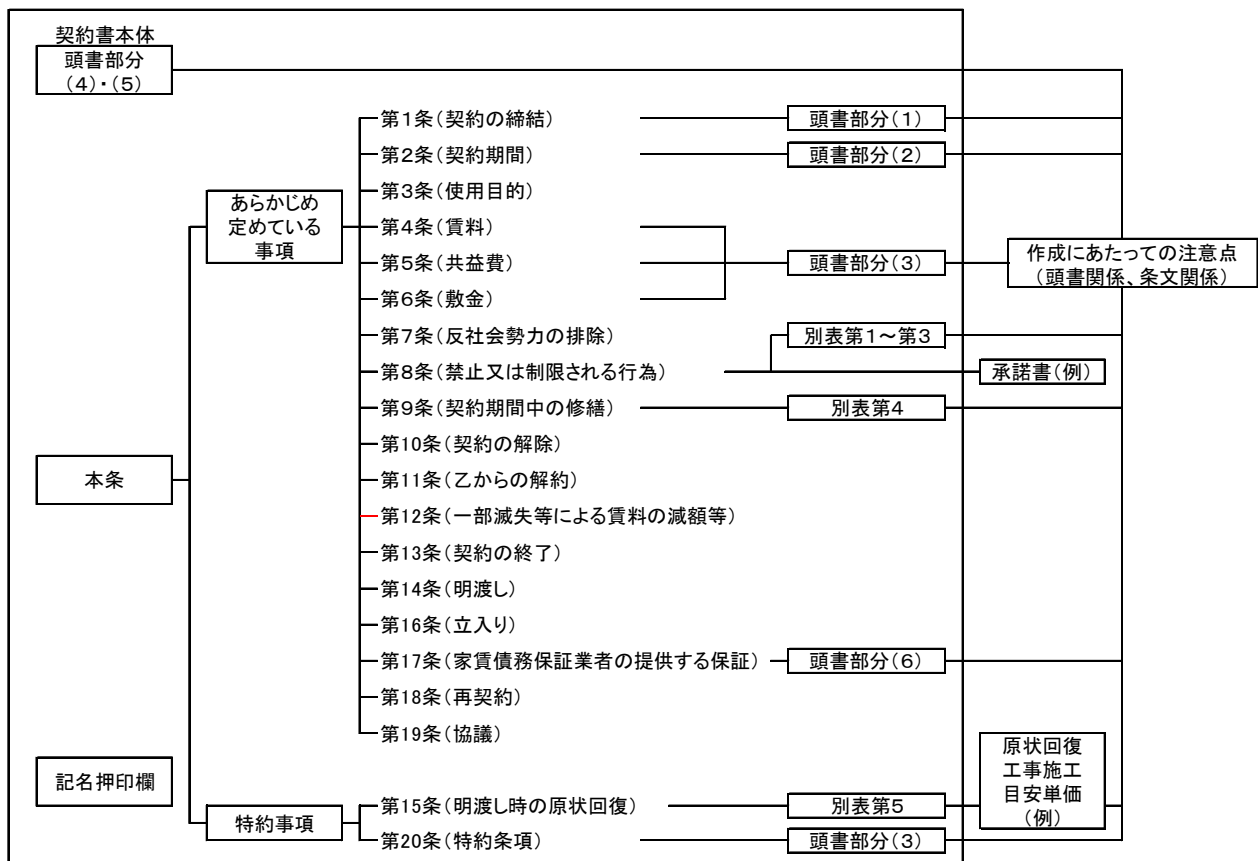 契約書本体
頭書部分
(4)・(5)
第1条(契約の締結)
頭書部分(1)
第2条(契約期間)
頭書部分(2)
第3条(使用目的)
あらかじめ
定めている
事項
第4条(賃料)
第5条(共益費)
頭書部分(3)
作成にあたっての注意点
(頭書関係、条文関係)
第6条(敷金)
第7条(反社会勢力の排除)
別表第1~第3
第8条(禁止又は制限される行為)
承諾書(例)
第9条(契約期間中の修繕)
別表第4
第10条(契約の解除)
本条
第11条(乙からの解約)
第12条(一部滅失等による賃料の減額等)
第13条(契約の終了)
第14条(明渡し)
第16条(立入り)
第17条(家賃債務保証業者の提供する保証)
頭書部分(6)
第18条(再契約)
第19条(協議)
記名押印欄
原状回復
工事施工
目安単価
(例)
特約事項
第15条(明渡し時の原状回復)
別表第5
第20条(特約条項)
頭書部分(3)